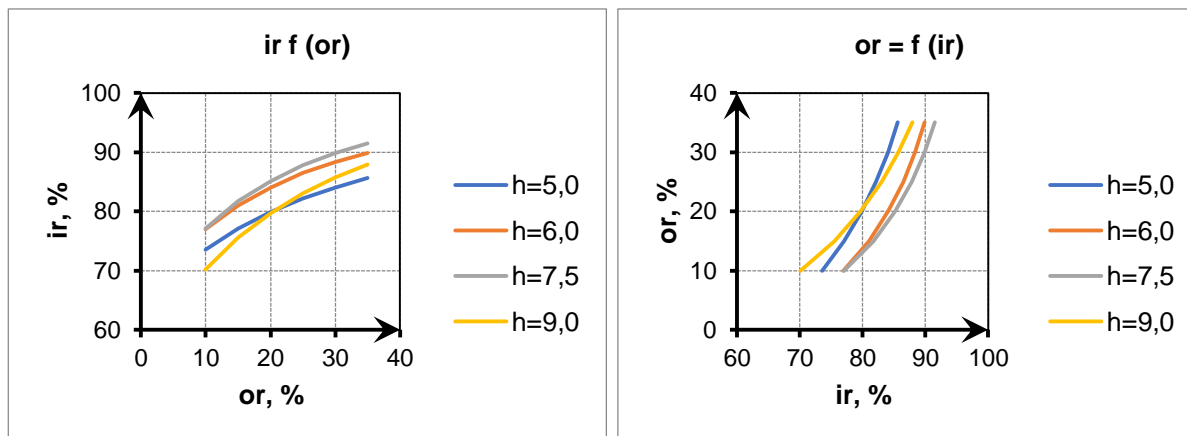 ir f (or)
100
90
80
70
60
ir, %
0 10 20 30 40
or, %
h=5,0
h=6,0
h=7,5
h=9,0
or = f (ir)
40
30
20
10
0
or, %
60 70 80 90 100
ir, %
h=5,0
h=6,0
h=7,5
h=9,0